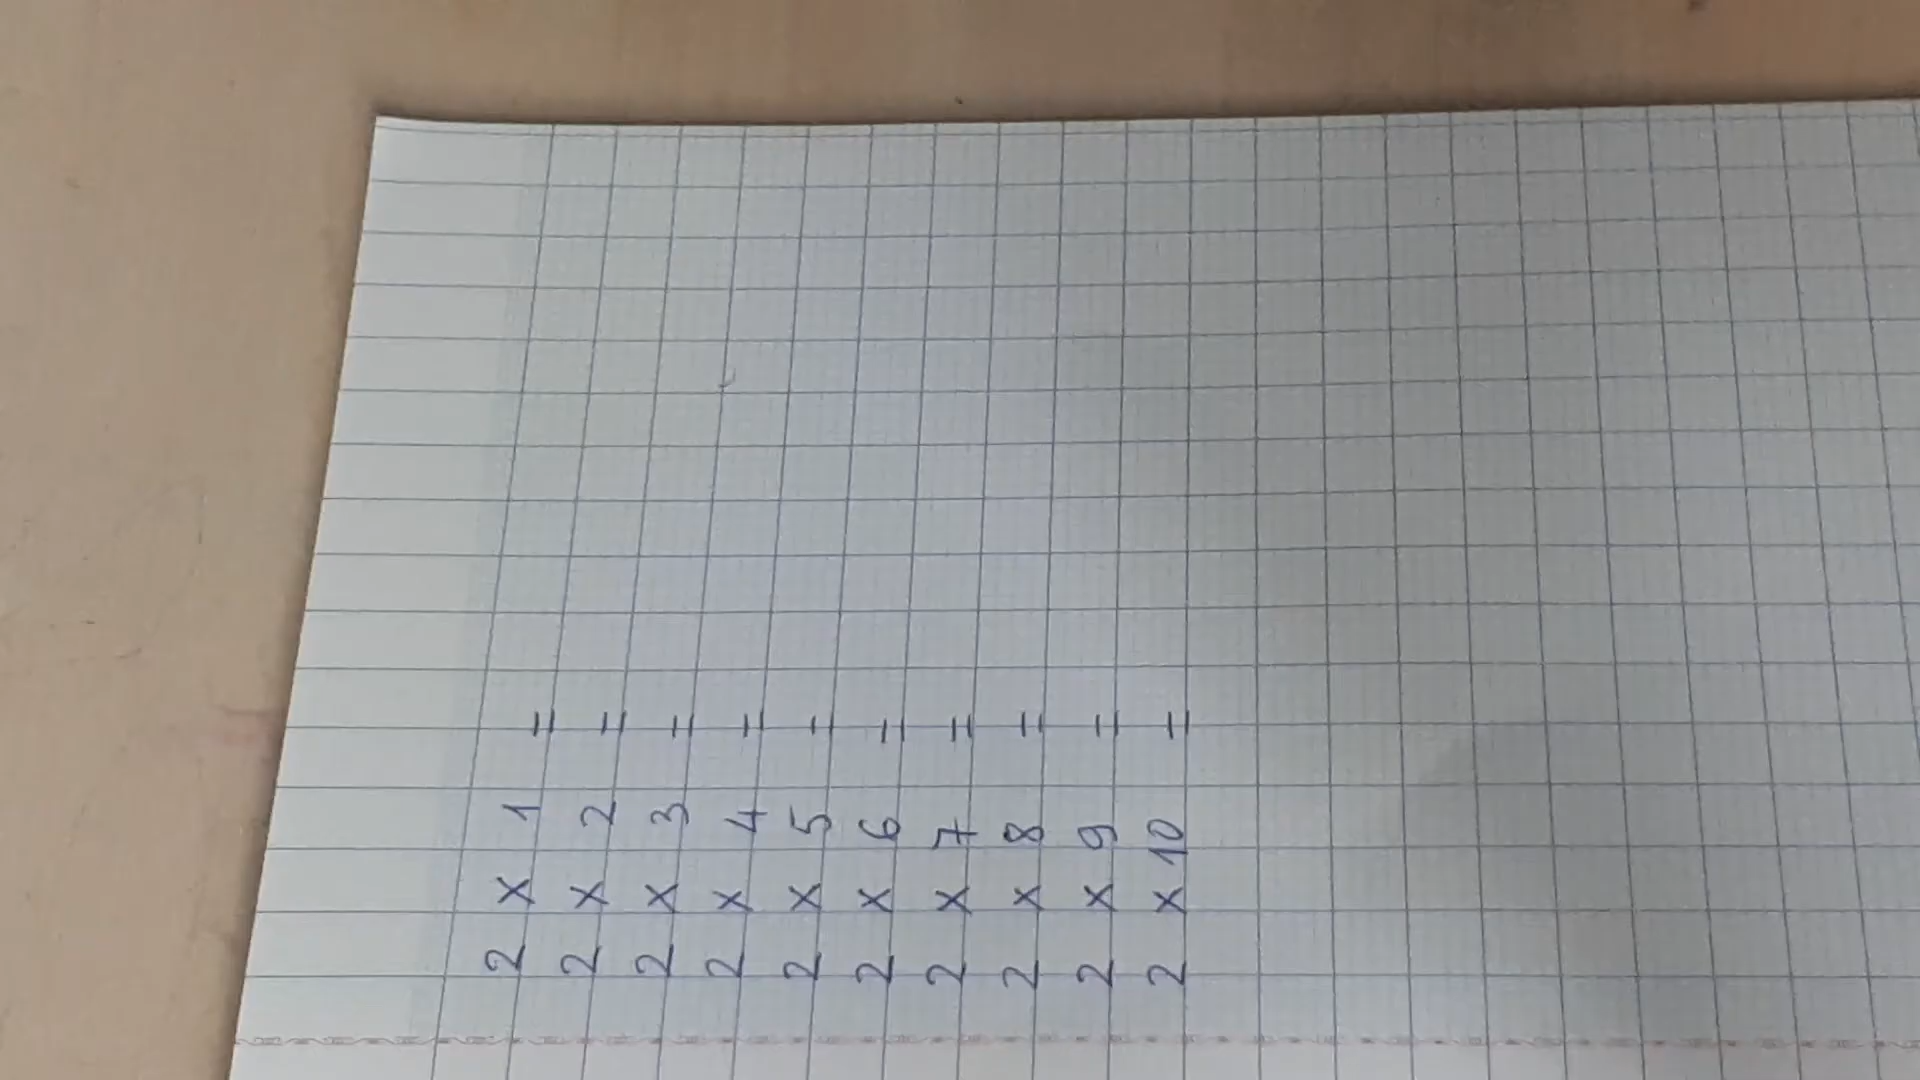 2 x 1 =
2 x 2 =
2 x 3 =
2 x 4 =
2 x 5 =
2 x 6 =
2 x 7 =
2 x 8 =
2 x 9 =
2 x 10 =